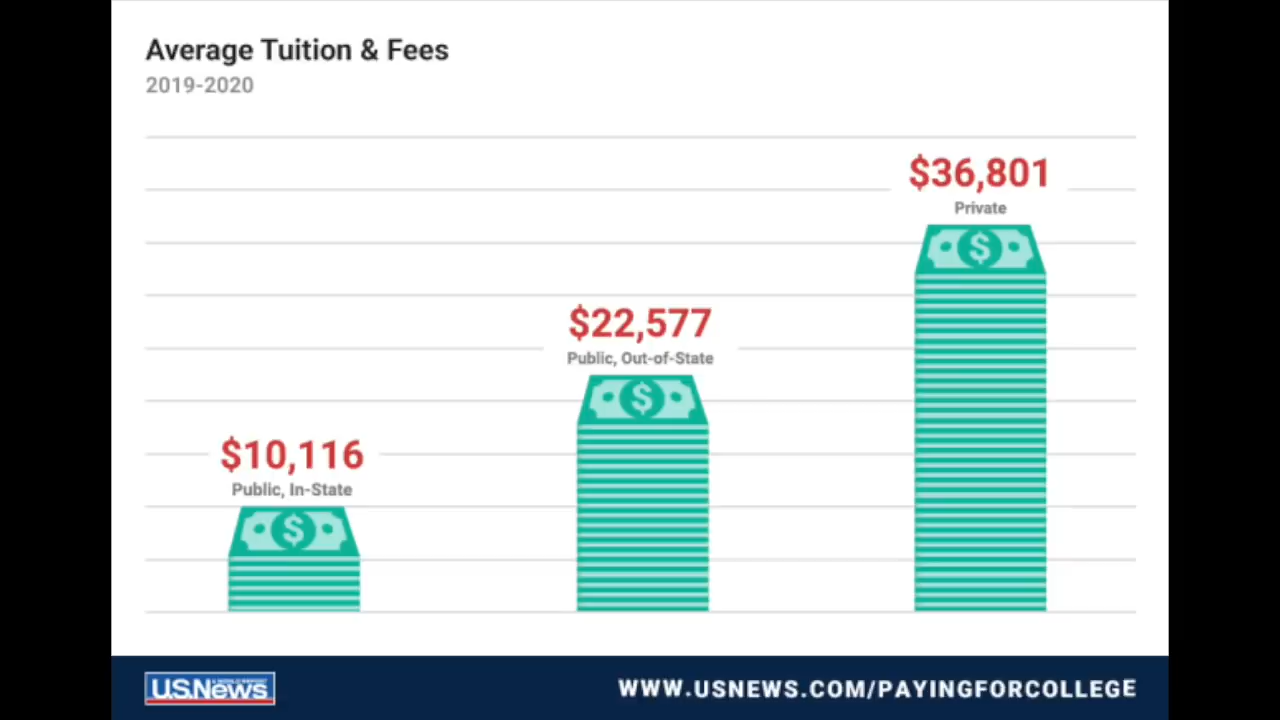 Average Tuition & Fees
2019-2020
$36,801
Private
$22,577
Public, Out-of-State
$10,116
Public, In-State
$
$
$
U.S.News
WWW.USNEWS.COM/PAYINGFORCOLLEGE